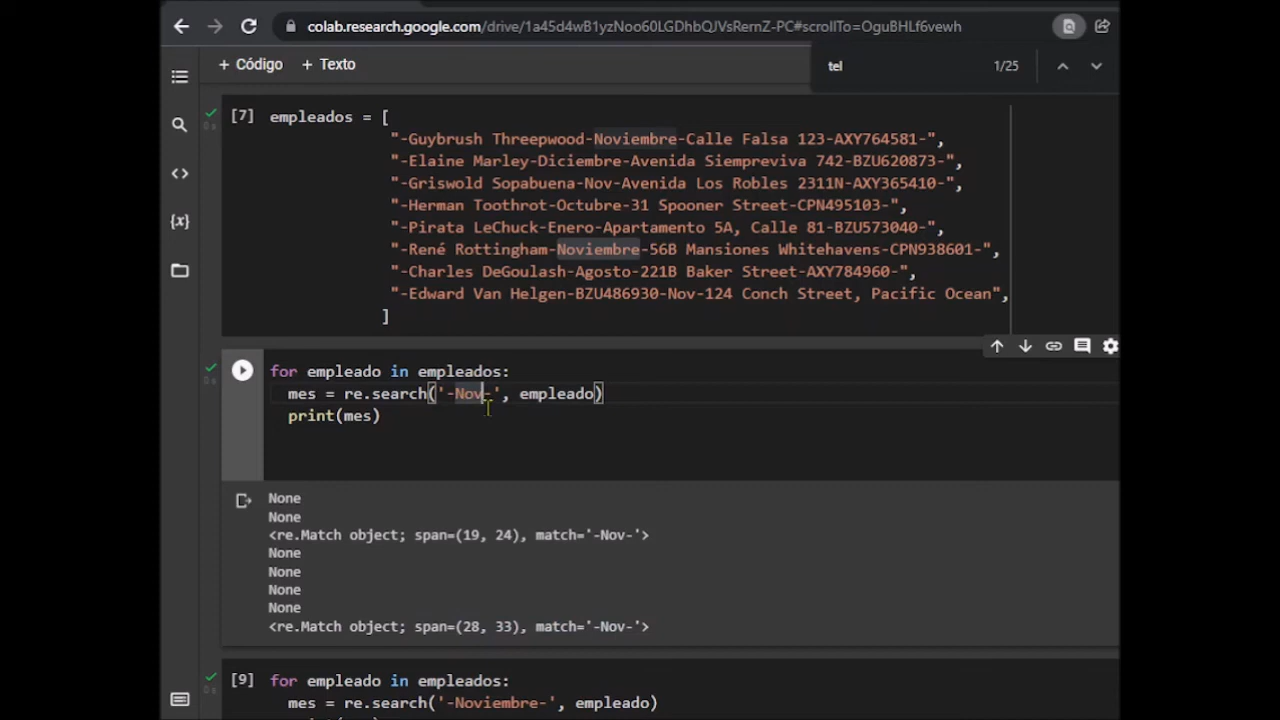 colab.research.google.com/drive/1a45d4wB1yzNoo60LGDhbQJVsRernZ-PC#scrollTo=OguBHLf6vewh
+ Código + Texto
tel 1/25
[7] empleados = [
"-Guybrush Threepwood-Noviembre-Calle Falsa 123-AXY764581-",
"-Elaine Marley-Diciembre-Avenida Siempreviva 742-BZU620873-",
"-Griswold Sopabuena-Nov-Avenida Los Robles 2311N-AXY365410-",
"-Herman Toothrot-Octubre-31 Spooner Street-CPN495103-",
"-Pirata LeChuck-Enero-Apartamento 5A, Calle 81-BZU573040-",
"-René Rottingham-Noviembre-56B Mansiones Whitehavens-CPN938601-",
"-Charles DeGoulash-Agosto-221B Baker Street-AXY784960-",
"-Edward Van Helgen-BZU486930-Nov-124 Conch Street, Pacific Ocean",
]
for empleado in empleados:
mes = re.search('-Nov-', empleado)
print(mes)
None
None
<re.Match object; span=(19, 24), match='-Nov-'>
None
None
None
None
<re.Match object; span=(28, 33), match='-Nov-'>
[9] for empleado in empleados:
mes = re.search('-Noviembre-', empleado)